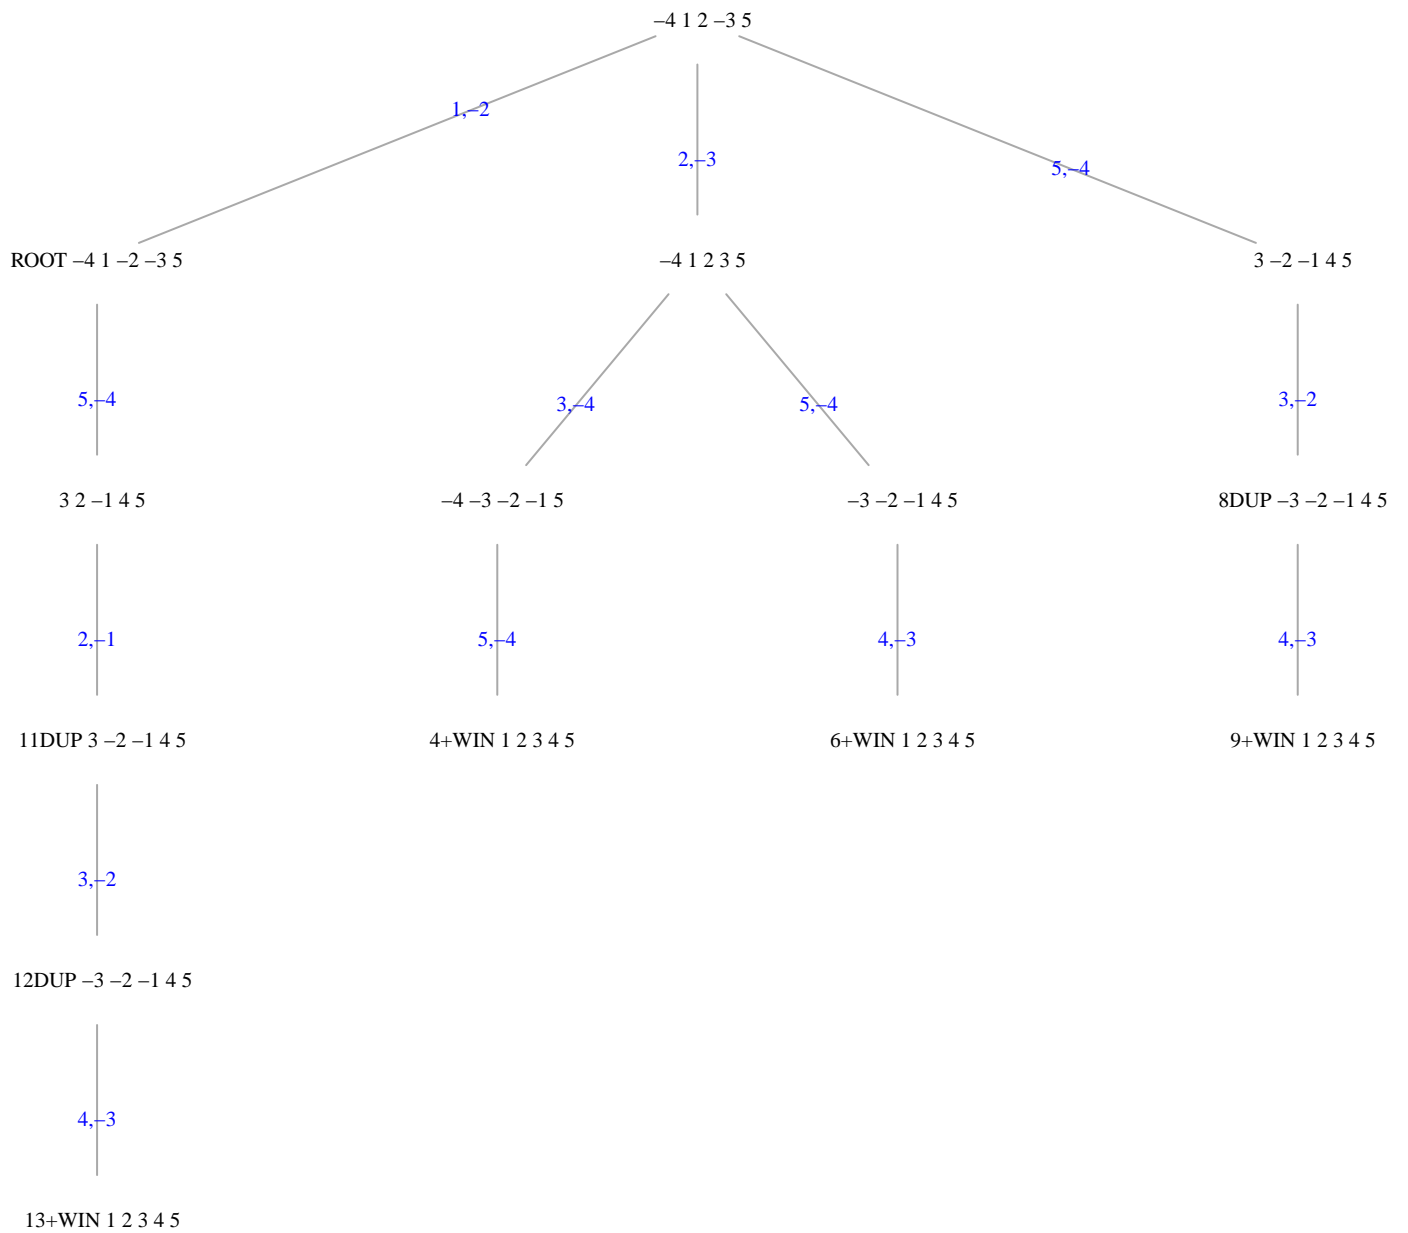 –4 1 2 –3 5
1,–2
2,–3
5,–4
ROOT –4 1 –2 –3 5
–4 1 2 3 5
3 –2 –1 4 5
5,–4
3,–4
5,–4
3,–2
3 2 –1 4 5
–4 –3 –2 –1 5
–3 –2 –1 4 5
8DUP –3 –2 –1 4 5
2,–1
5,–4
4,–3
4,–3
11DUP 3 –2 –1 4 5
4+WIN 1 2 3 4 5
6+WIN 1 2 3 4 5
9+WIN 1 2 3 4 5
3,–2
12DUP –3 –2 –1 4 5
4,–3
13+WIN 1 2 3 4 5